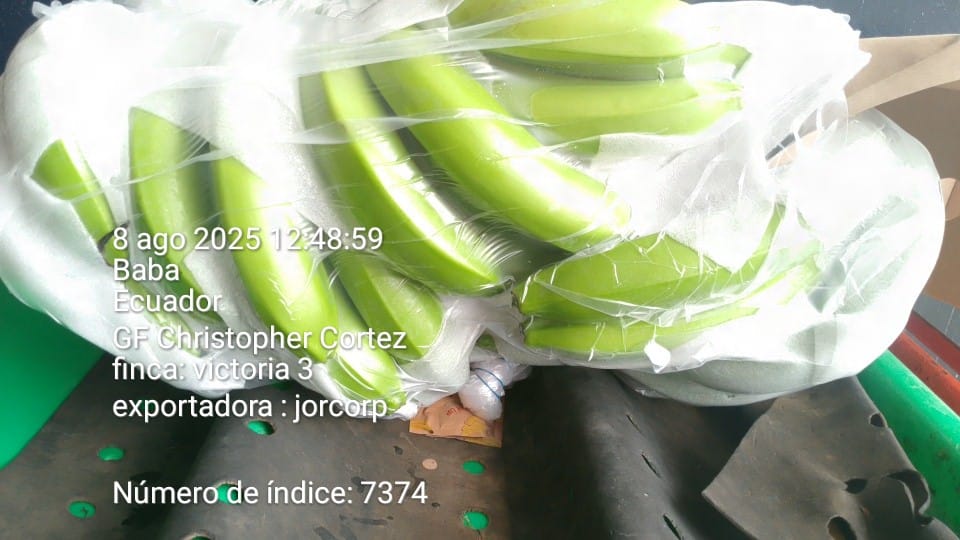 8 ago 2025 12:48:59
Baba
Ecuador
GF Christopher Cortez
finca: victoria 3
exportadora : jorcorp
Número de índice: 7374